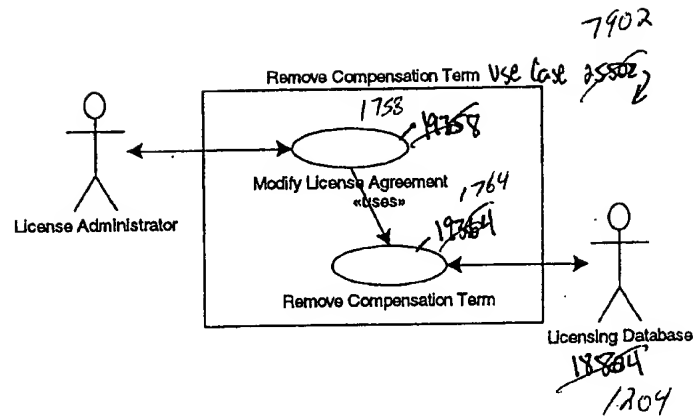 7902
Remove Compensation Term Use Case 25502
1758
19758
Modify License Agreement
«uses»
1764
License Administrator
Remove Compensation Term
Licensing Database
18804
1204